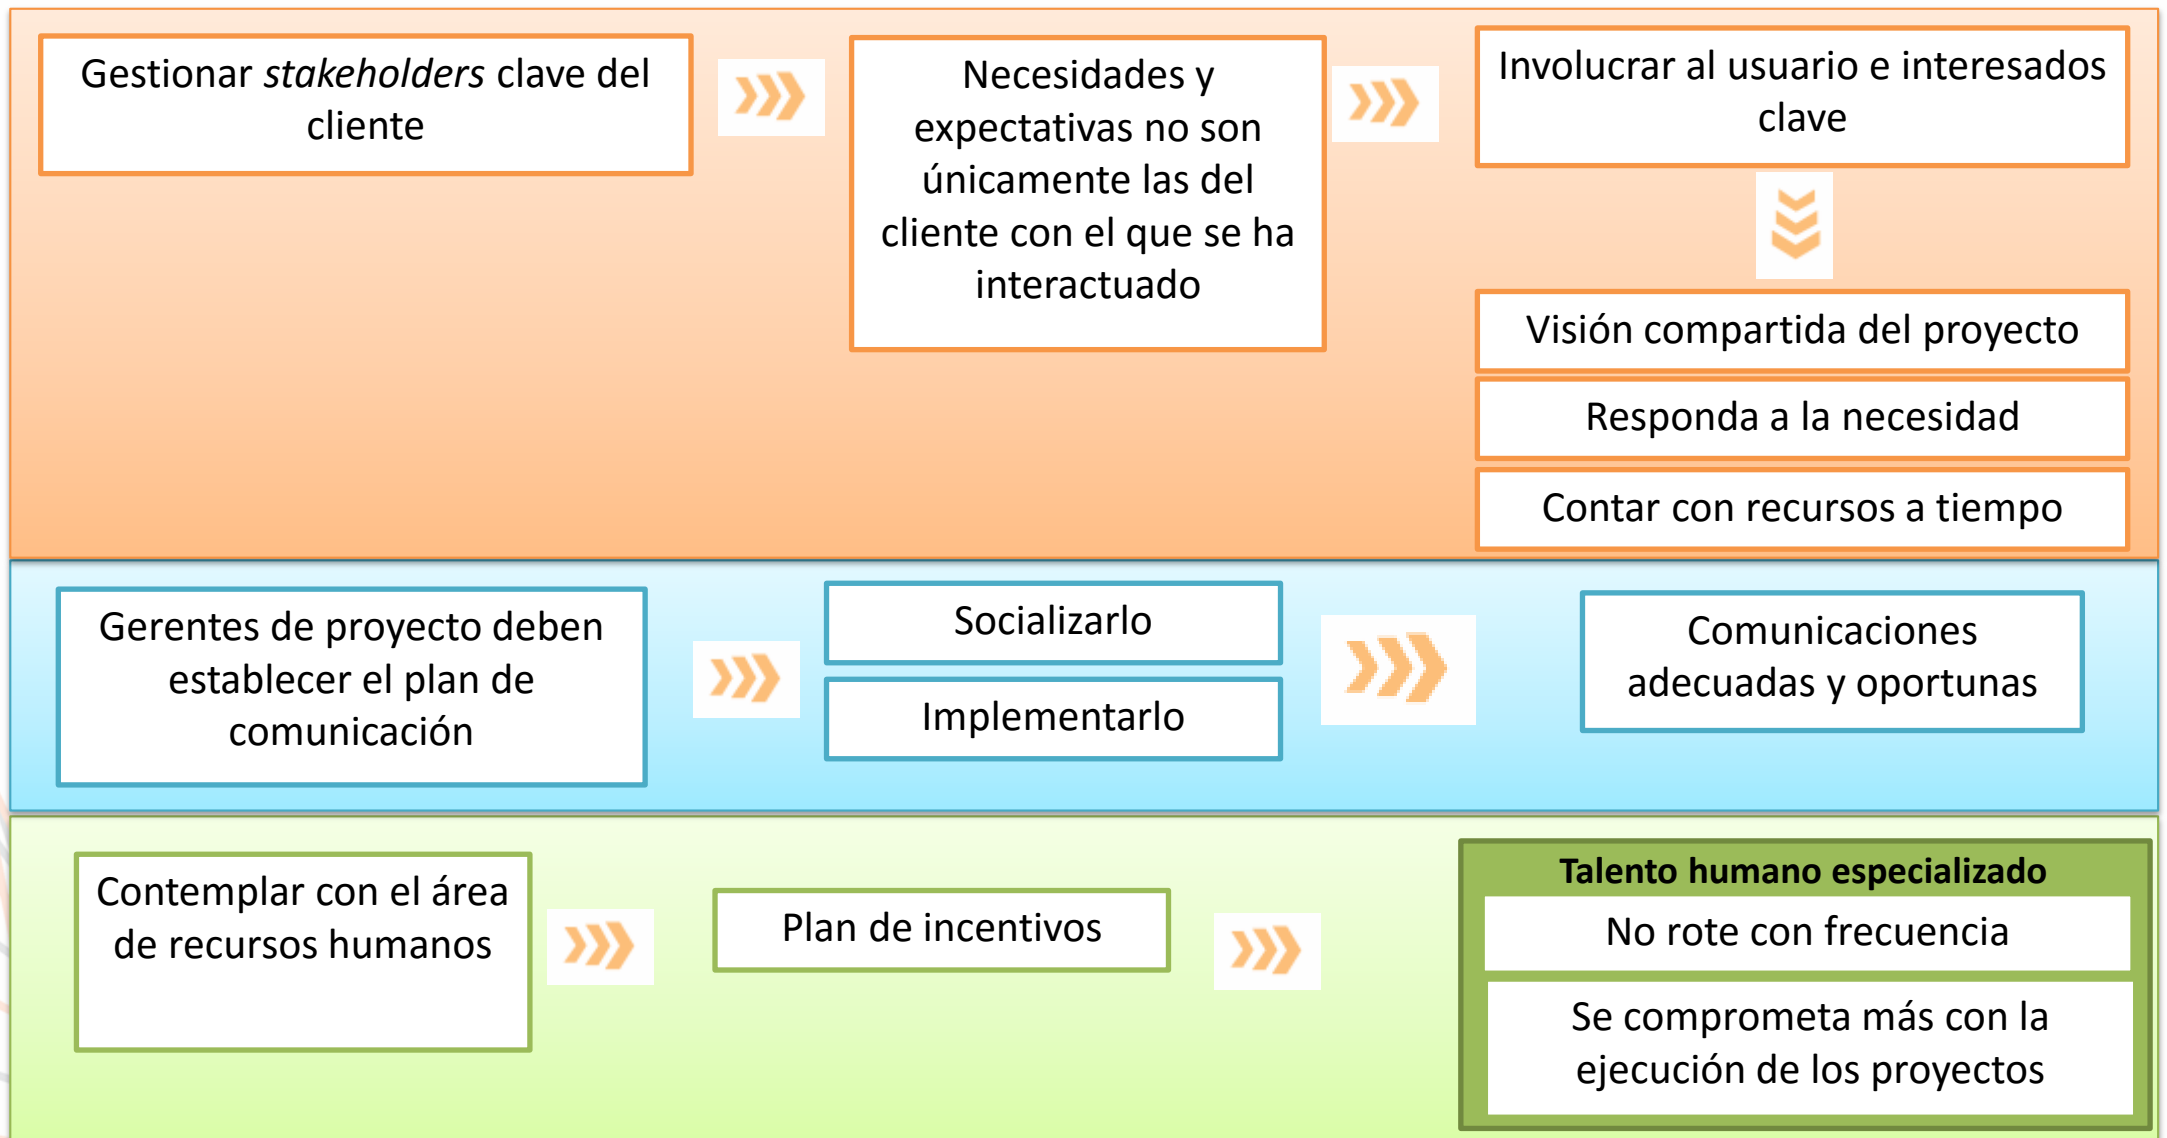 Gestionar stakeholders clave del
cliente
Necesidades y
expectativas no son
únicamente las del
cliente con el que se ha
interactuado
Involucrar al usuario e interesados
clave
Visión compartida del proyecto
Responda a la necesidad
Contar con recursos a tiempo
Gerentes de proyecto deben
establecer el plan de
comunicación
Socializarlo
Implementarlo
Comunicaciones
adecuadas y oportunas
Contemplar con el área
de recursos humanos
Plan de incentivos
Talento humano especializado
No rote con frecuencia
Se comprometa más con la
ejecución de los proyectos